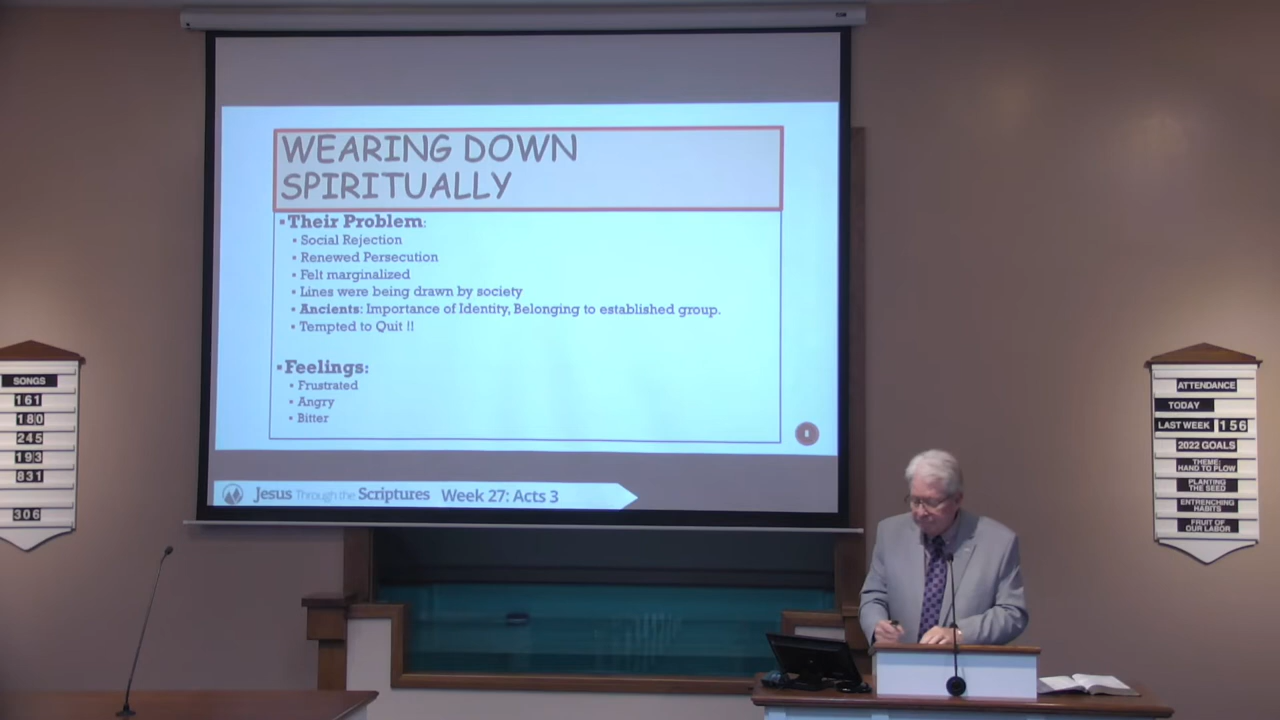 WEARING DOWN
SPIRITUALLY
▪Their Problem:
▪ Social Rejection
▪ Renewed Persecution
▪ Felt marginalized
▪ Lines were being drawn by society
▪ Ancients: Importance of Identity, Belonging to established group.
▪ Tempted to Quit !!
▪Feelings:
▪ Frustrated
▪ Angry
▪ Bitter
8
Jesus Through the Scriptures Week 27: Acts 3
SONGS
161
180
245
193
831
306
ATTENDANCE
TODAY
LAST WEEK 156
2022 GOALS
THEME:
HAND TO PLOW
PLANTING
THE SEED
ENTRENCHING
HABITS
FRUIT OF
OUR LABOR